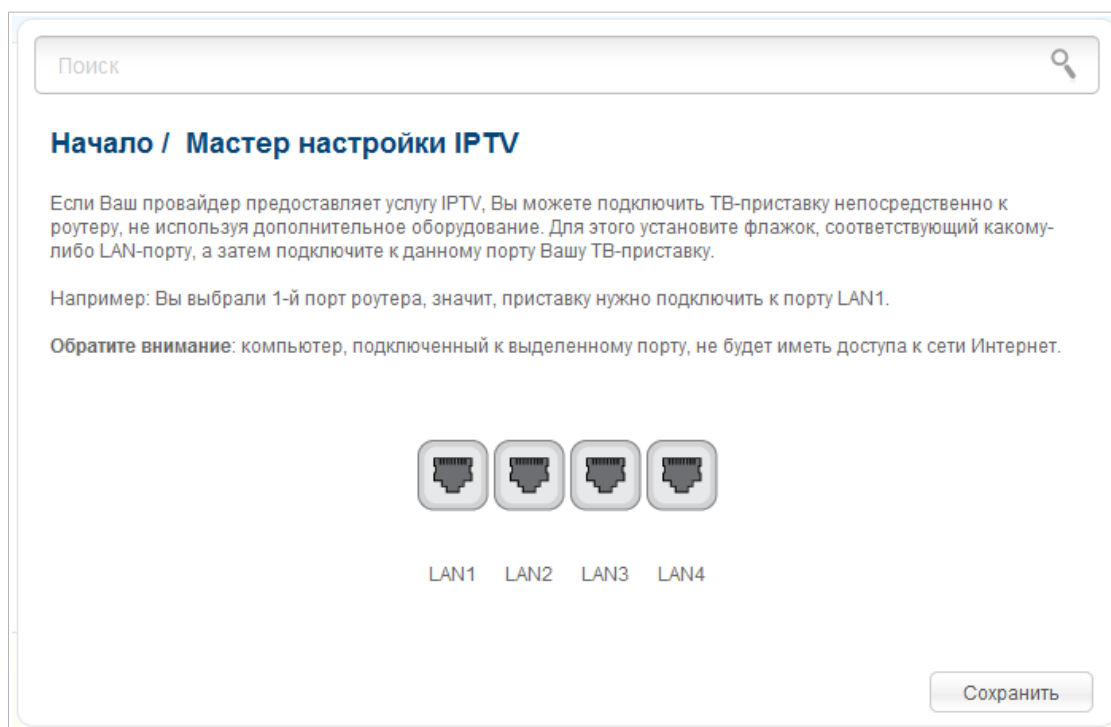 Поиск
Начало / Мастер настройки IPTV
Если Ваш провайдер предоставляет услугу IPTV, Вы можете подключить ТВ-приставку непосредственно к
роутеру, не используя дополнительное оборудование. Для этого установите флажок, соответствующий какому-
либо LAN-порту, а затем подключите к данному порту Вашу ТВ-приставку.
Например: Вы выбрали 1-й порт роутера, значит, приставку нужно подключить к порту LAN1.
Обратите внимание: компьютер, подключенный к выделенному порту, не будет иметь доступа к сети Интернет.
LAN1 LAN2 LAN3 LAN4
Сохранить